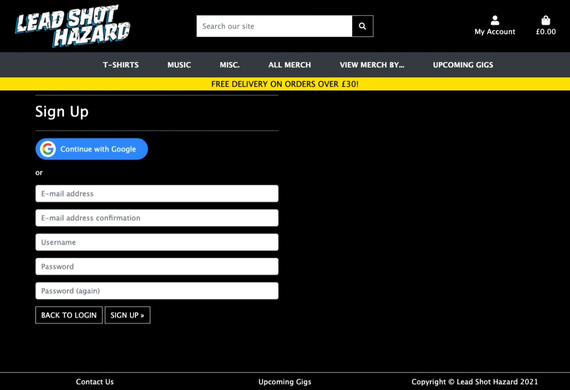 LEAD SHOT
HAZARD
Search our site
My Account
£0.00
T-SHIRTS MUSIC MISC. ALL MERCH VIEW MERCH BY... UPCOMING GIGS
FREE DELIVERY ON ORDERS OVER £30!
Sign Up
Continue with Google
or
E-mail address
E-mail address confirmation
Username
Password
Password (again)
BACK TO LOGIN SIGN UP »
Contact Us Upcoming Gigs Copyright © Lead Shot Hazard 2021